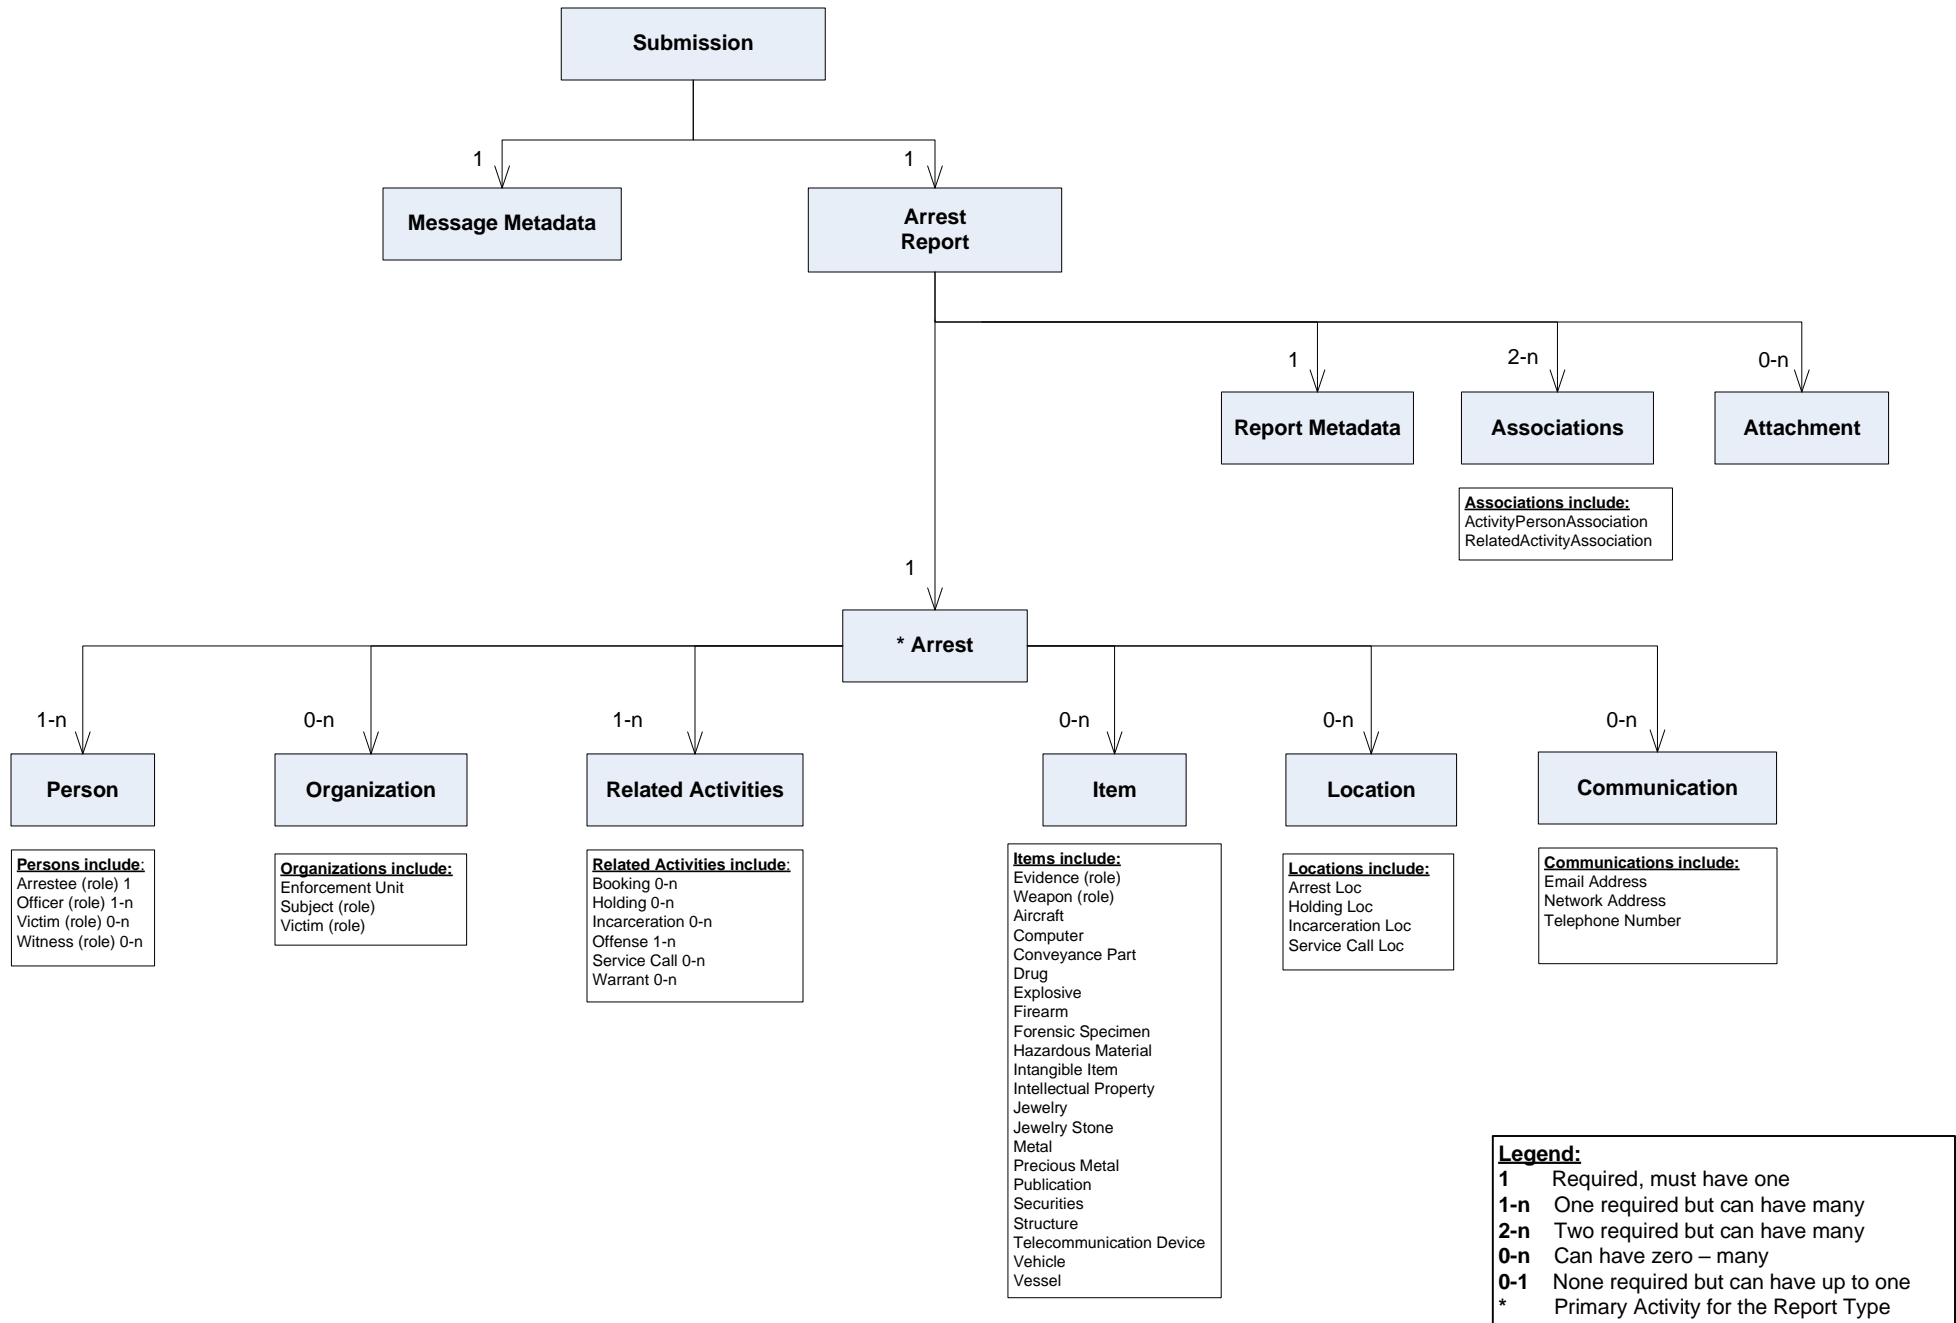 Submission
1
1
Message Metadata
Arrest
Report
1
2-n
0-n
Report Metadata
Associations
Attachment
Associations include:
ActivityPersonAssociation
RelatedActivityAssociation
1
* Arrest
1-n
0-n
1-n
0-n
0-n
0-n
Person
Organization
Related Activities
Item
Location
Communication
Persons include:
Arrestee (role) 1
Officer (role) 1-n
Victim (role) 0-n
Witness (role) 0-n
Organizations include:
Enforcement Unit
Subject (role)
Victim (role)
Related Activities include:
Booking 0-n
Holding 0-n
Incarceration 0-n
Offense 1-n
Service Call 0-n
Warrant 0-n
Items include:
Evidence (role)
Weapon (role)
Aircraft
Computer
Conveyance Part
Drug
Explosive
Firearm
Forensic Specimen
Hazardous Material
Intangible Item
Intellectual Property
Jewelry
Jewelry Stone
Metal
Precious Metal
Publication
Securities
Structure
Telecommunication Device
Vehicle
Vessel
Locations include:
Arrest Loc
Holding Loc
Incarceration Loc
Service Call Loc
Communications include:
Email Address
Network Address
Telephone Number
Legend:
1 Required, must have one
1-n One required but can have many
2-n Two required but can have many
0-n Can have zero – many
0-1 None required but can have up to one
* Primary Activity for the Report Type